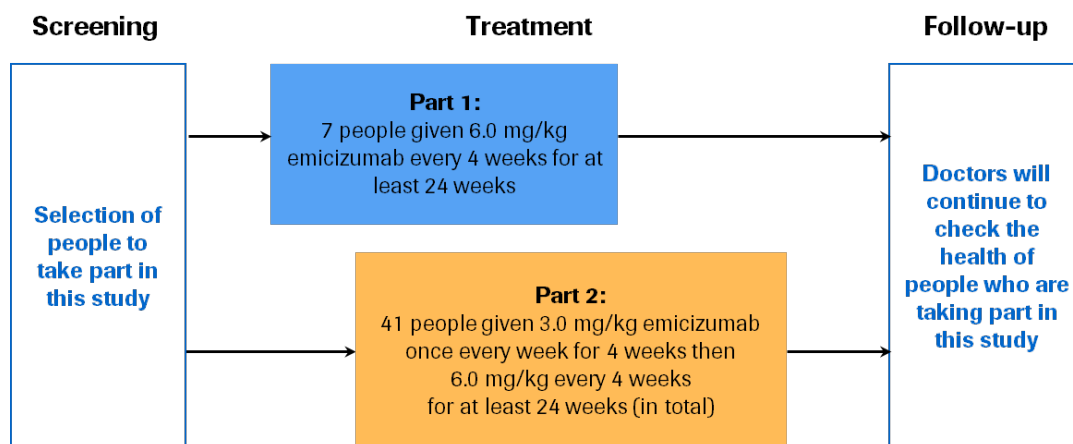 Screening
Treatment
Follow-up
Selection of
people to
take part in
this study
Part 1:
7 people given 6.0 mg/kg
emicizumab every 4 weeks for at
least 24 weeks
Part 2:
41 people given 3.0 mg/kg emicizumab
once every week for 4 weeks then
6.0 mg/kg every 4 weeks
for at least 24 weeks (in total)
Doctors will
continue to
check the
health of
people who are
taking part in
this study